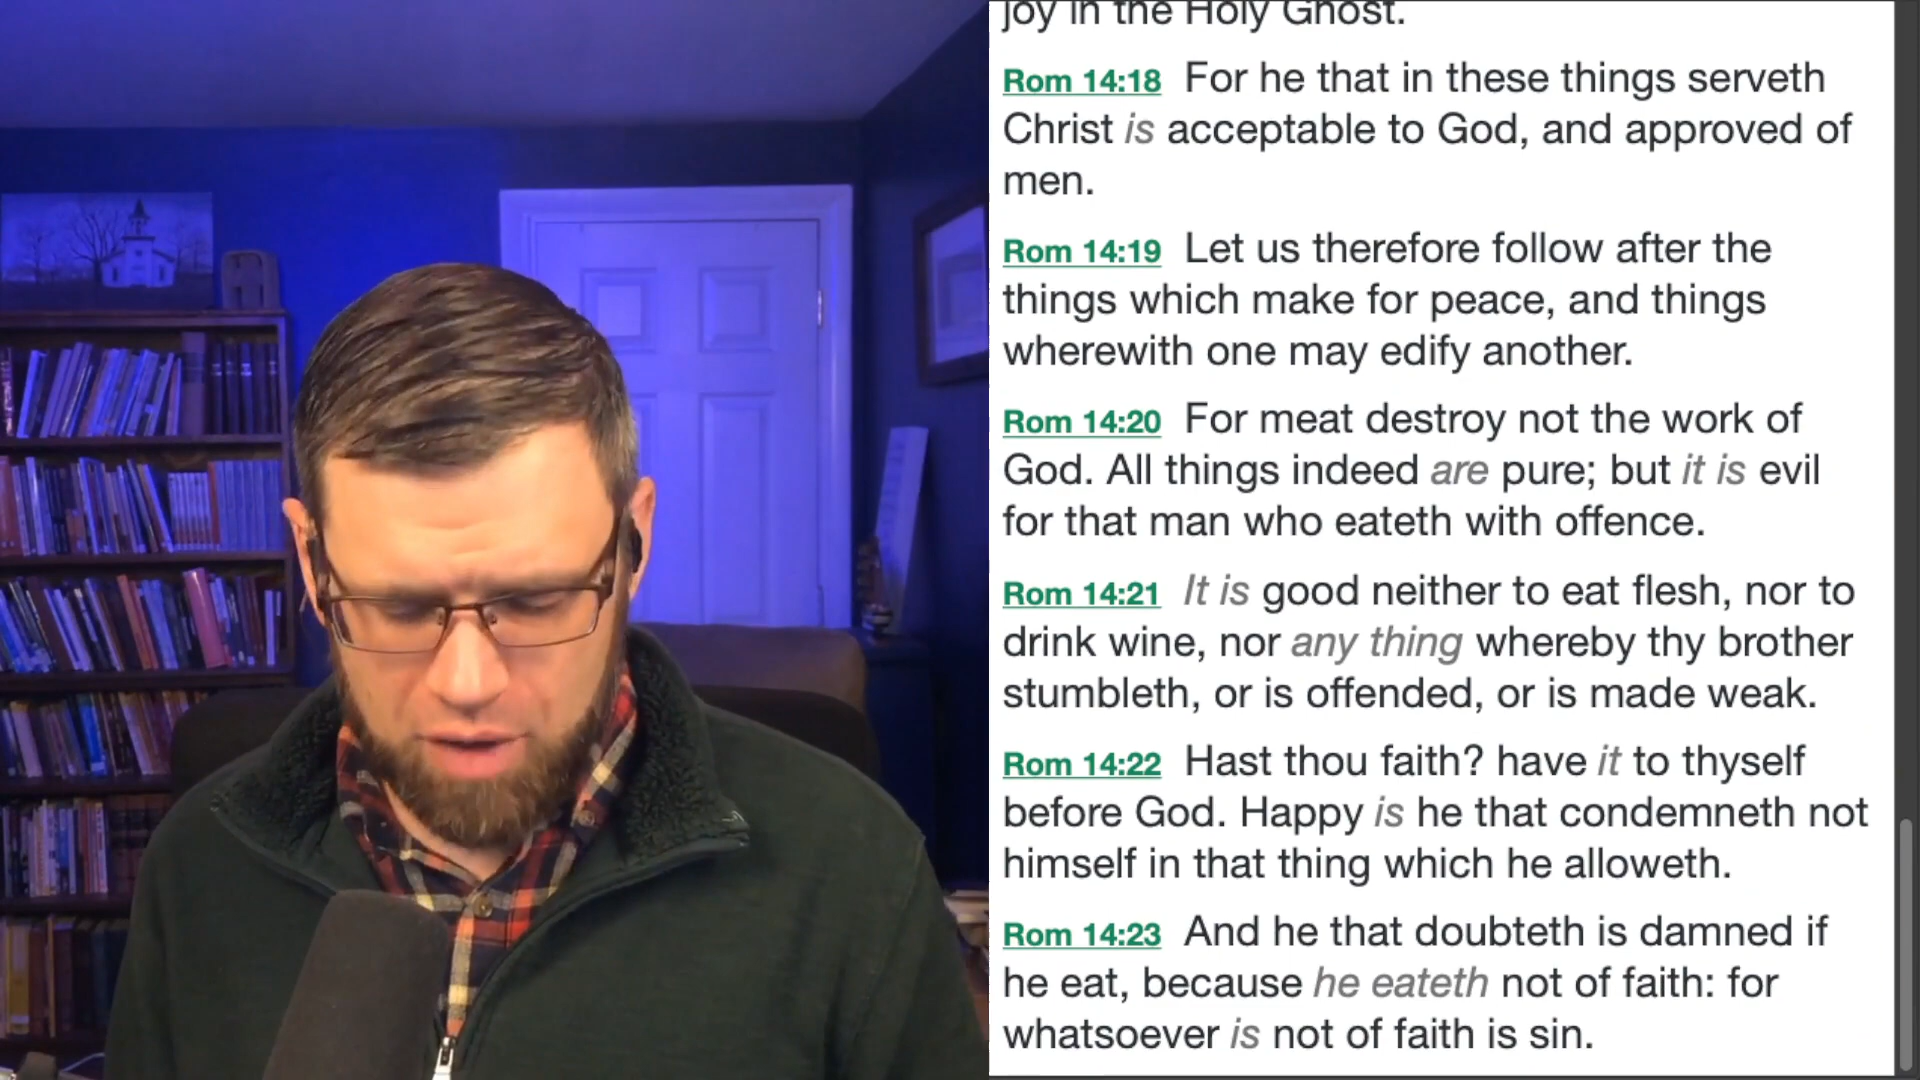 joy in the Holy Ghost.
Rom 14:18 For he that in these things serveth
Christ is acceptable to God, and approved of
men.
Rom 14:19 Let us therefore follow after the
things which make for peace, and things
wherewith one may edify another.
Rom 14:20 For meat destroy not the work of
God. All things indeed are pure; but it is evil
for that man who eateth with offence.
Rom 14:21 It is good neither to eat flesh, nor to
drink wine, nor any thing whereby thy brother
stumbleth, or is offended, or is made weak.
Rom 14:22 Hast thou faith? have it to thyself
before God. Happy is he that condemneth not
himself in that thing which he alloweth.
Rom 14:23 And he that doubteth is damned if
he eat, because he eateth not of faith: for
whatsoever is not of faith is sin.